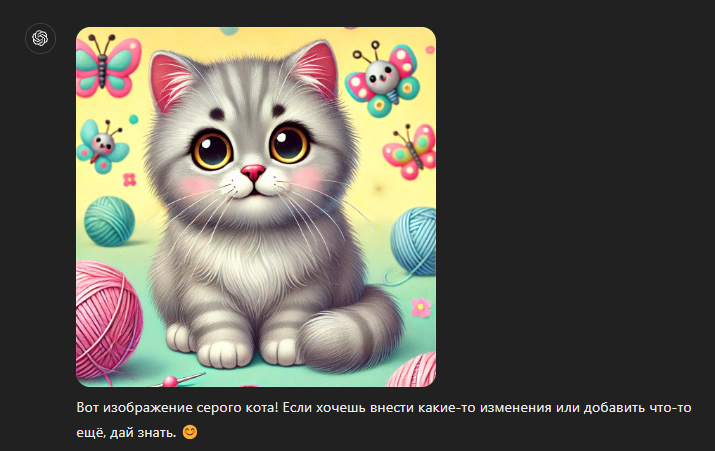 Вот изображение серого кота! Если хочешь внести какие-то изменения или добавить что-то
ещё, дай знать. 😊